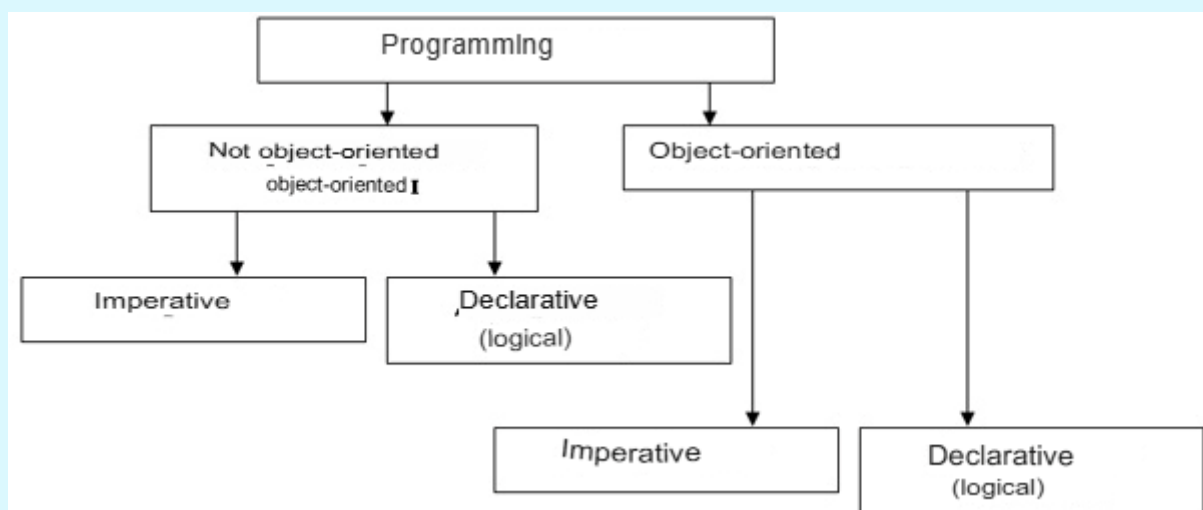 Programming
Not object-oriented
object-oriented I
Object-oriented
Imperative
,Declarative
(logical)
Imperative
Declarative
(logical)